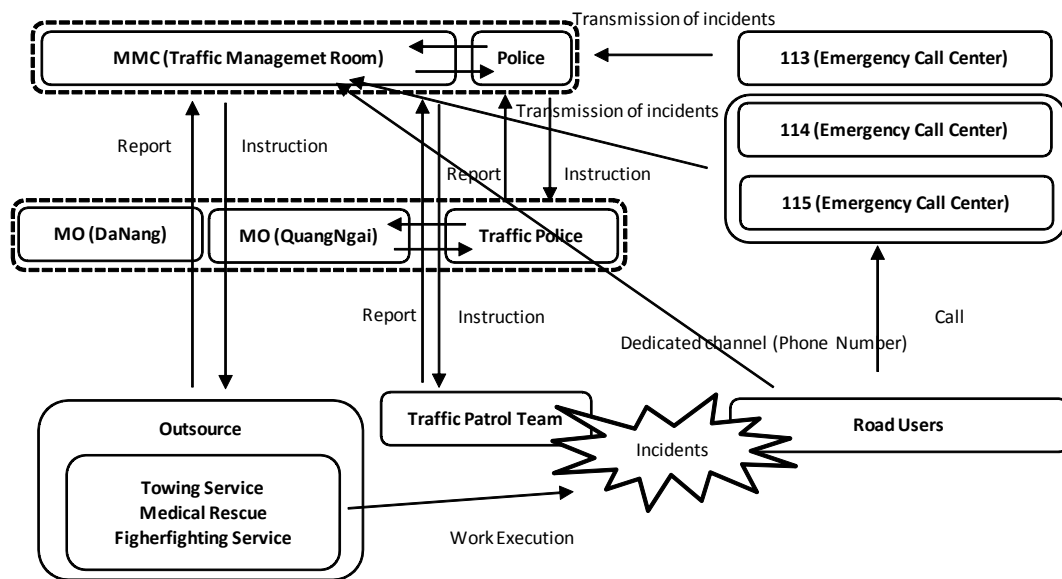 Transmission of incidents
MMC (Traffic Managemet Room)
Police
113 (Emergency Call Center)
Transmission of incidents
114 (Emergency Call Center)
Report
Instruction
Report
Instruction
115 (Emergency Call Center)
MO (DaNang)
MO (QuangNgai)
Traffic Police
Report
Instruction
Call
Dedicated channel (Phone Number)
Traffic Patrol Team
Road Users
Outsource
Incidents
Towing Service
Medical Rescue
Figherfighting Service
Work Execution